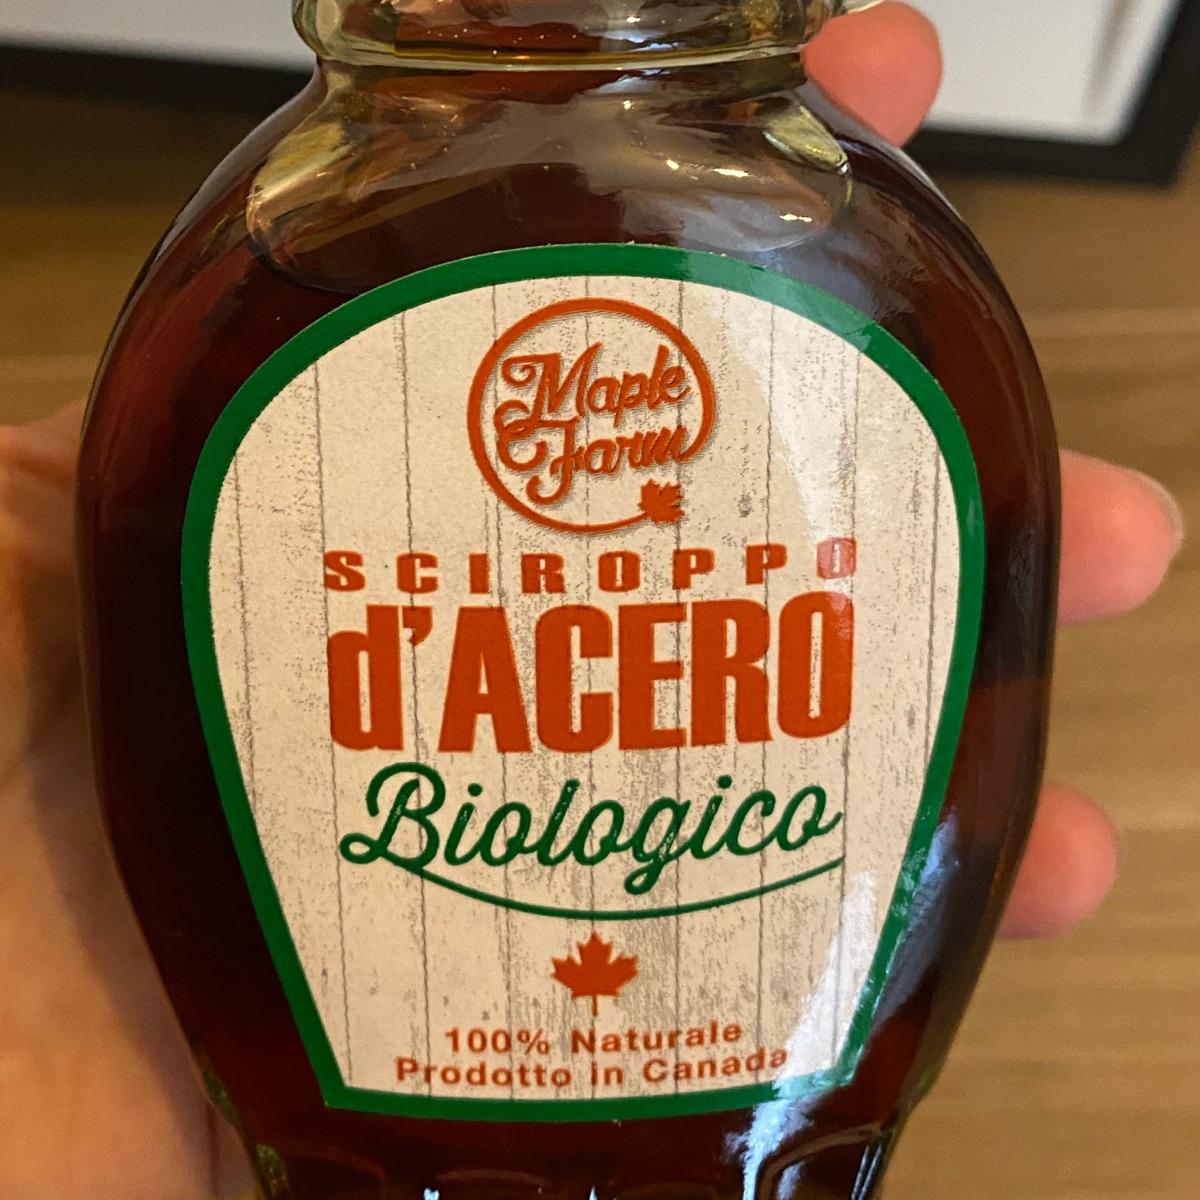 Maple
Farm
SCIROPPO
d'ACERO
Biologico
100% Naturale
Prodotto in Canada